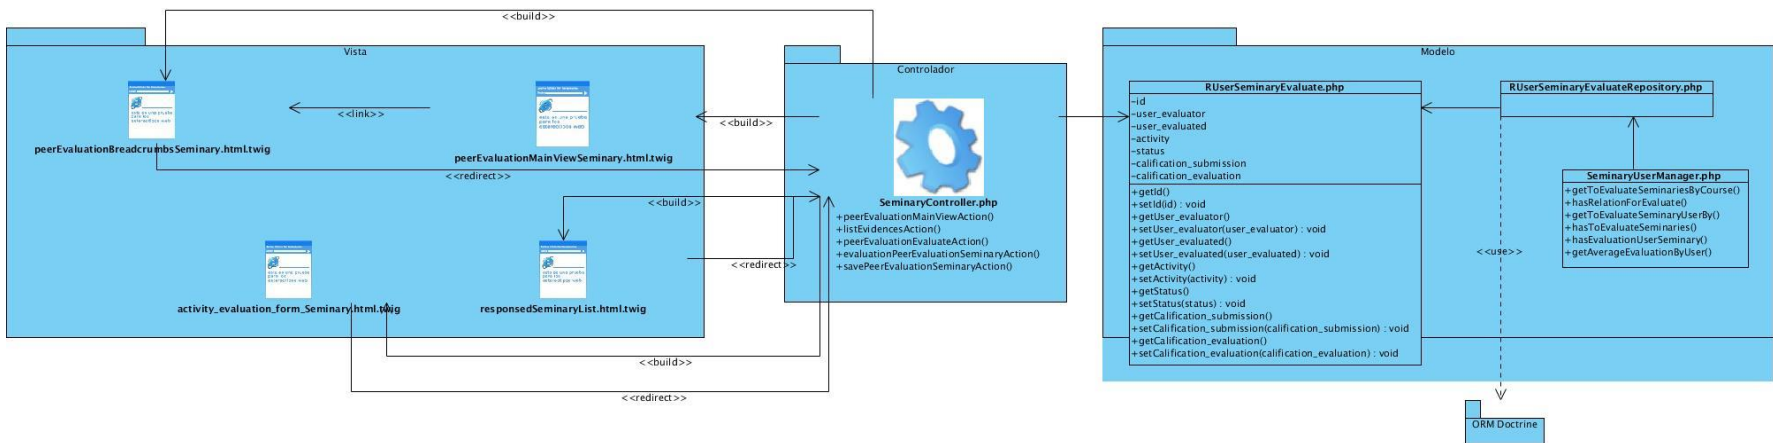 <<build>>
Vista
<<link>>
peerEvaluationBreadcrumbsSeminary.html.twig
peerEvaluationMainViewSeminary.html.twig
<<redirect>>
<<build>>
<<build>>
<<redirect>>
activity_evaluation_form_Seminary.html.twig
responsedSeminaryList.html.twig
<<build>>
<<redirect>>
Controlador
SeminaryController.php
+peerEvaluationMainViewAction()
+listEvidencesAction()
+peerEvaluationEvaluateAction()
+evaluationPeerEvaluationSeminaryAction()
+savePeerEvaluationSeminaryAction()
Modelo
RUserSeminaryEvaluate.php
-id
-user_evaluator
-user_evaluated
-activity
-status
-calification_submission
-calification_evaluation
+getId()
+setId(id) : void
+getUser_evaluator()
+setUser_evaluator(user_evaluator) : void
+getUser_evaluated()
+setUser_evaluated(user_evaluated) : void
+getActivity()
+setActivity(activity) : void
+getStatus()
+setStatus(status) : void
+getCalification_submission()
+setCalification_submission(calification_submission) : void
+getCalification_evaluation()
+setCalification_evaluation(calification_evaluation) : void
RUserSeminaryEvaluateRepository.php
SeminaryUserManager.php
+getToEvaluateSeminariesByCourse()
+hasRelationForEvaluate()
+getToEvaluateSeminaryUserBy()
+hasToEvaluateSeminaries()
+hasEvaluationUserSeminary()
+getAverageEvaluationByUser()
<<use>>
ORM Doctrine